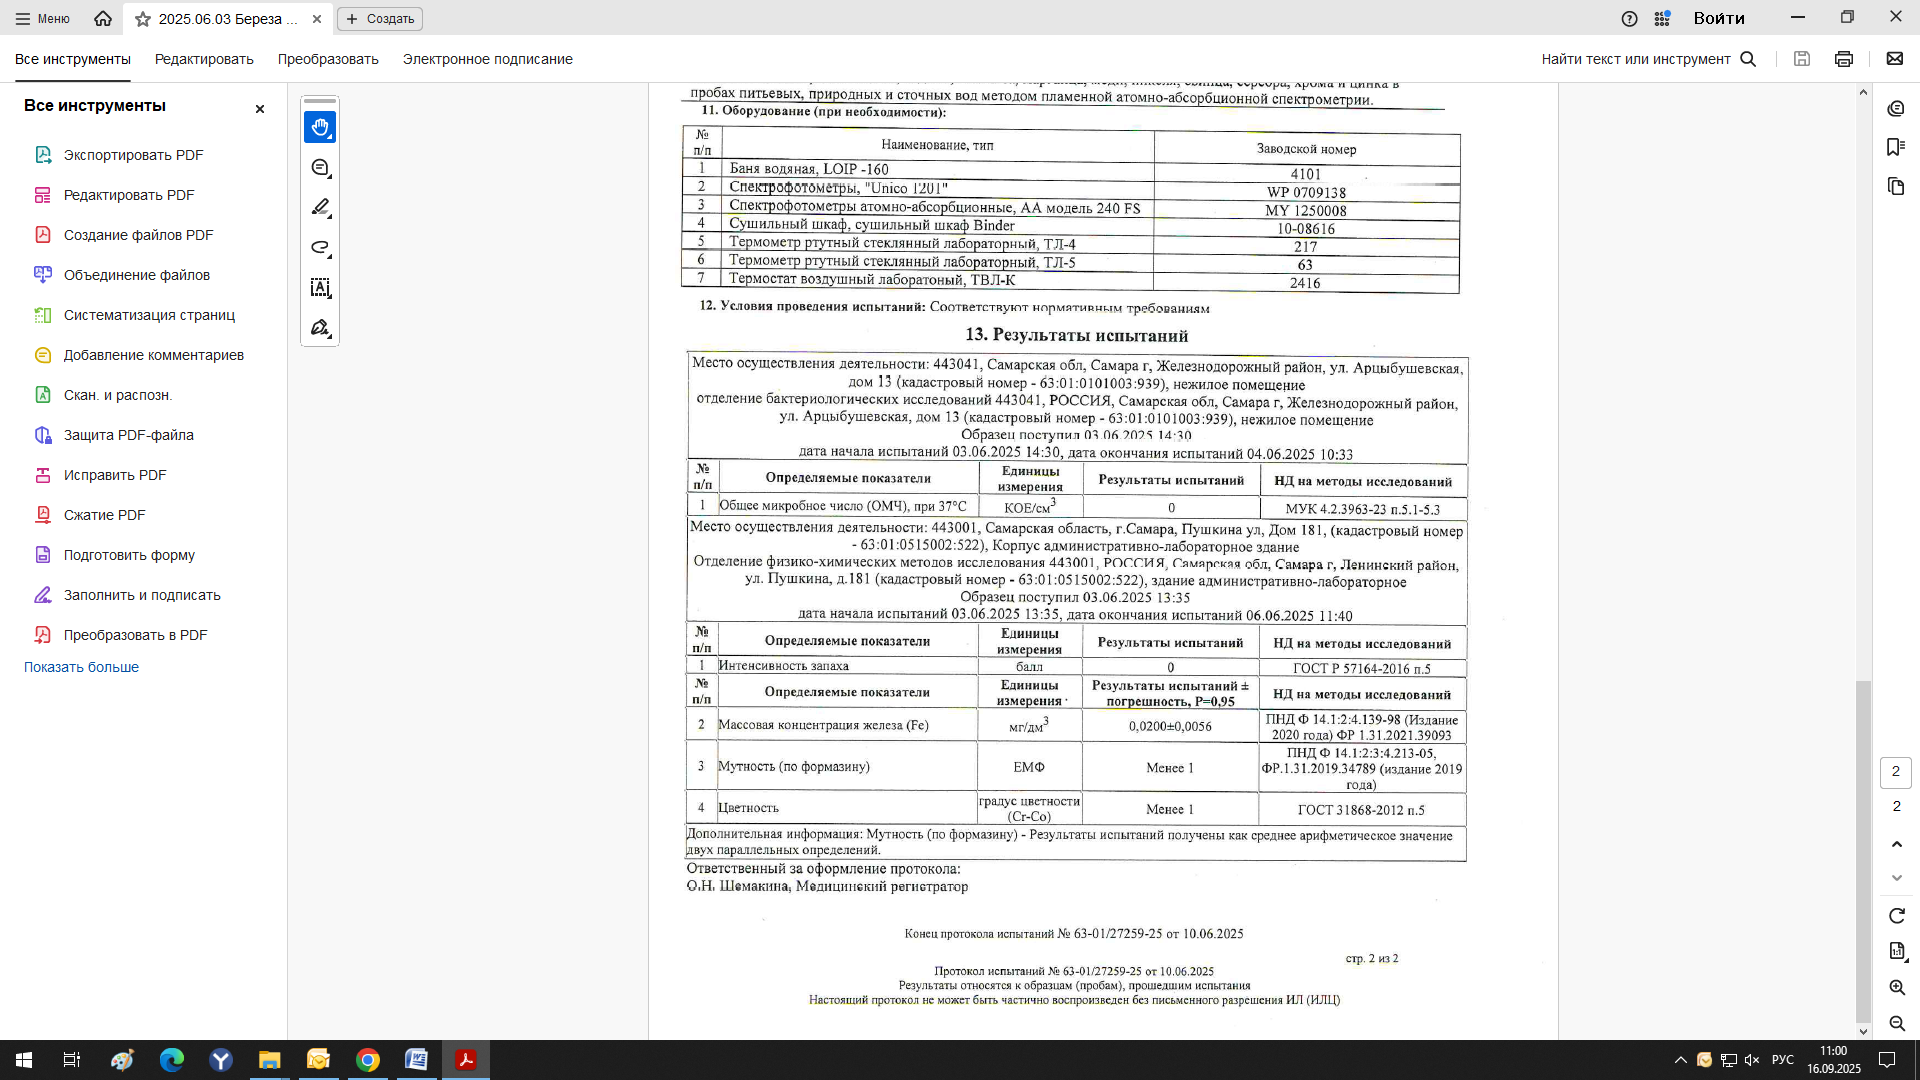 Меню
2025.06.03 Береза ...
Создать
Войти
Все инструменты
Редактировать
Преобразовать
Электронное подписание
Найти текст или инструмент
Все инструменты
Экспортировать PDF
Редактировать PDF
Создание файлов PDF
Объединение файлов
Систематизация страниц
Добавление комментариев
Скан. и распозн.
Защита PDF-файла
Исправить PDF
Сжатие PDF
Подготовить форму
Заполнить и подписать
Преобразовать в PDF
Показать больше
пробах питьевых, природных и сточных вод методом пламенной атомно-абсорбционной спектрометрии.
11. Оборудование (при необходимости):
№ п/п Наименование, тип Заводской номер
1 Баня водяная, LOIP -160 4101
2 Спектрофотометры, "Unico 1201" WP 0709138
3 Спектрофотометры атомно-абсорбционные, АА модель 240 FS MY 1250008
4 Сушильный шкаф, сушильный шкаф Binder 10-08616
5 Термометр ртутный стеклянный лабораторный, ТЛ-4 217
6 Термометр ртутный стеклянный лабораторный, ТЛ-5 63
7 Термостат воздушный лаборатоный, ТВЛ-К 2416
12. Условия проведения испытаний: Соответствуют нормативным требованиям
13. Результаты испытаний
Место осуществления деятельности: 443041, Самарская обл, Самара г, Железнодорожный район, ул. Арцыбушевская,
дом 13 (кадастровый номер - 63:01:0101003:939), нежилое помещение
отделение бактериологических исследований 443041, РОССИЯ, Самарская обл, Самара г, Железнодорожный район,
ул. Арцыбушевская, дом 13 (кадастровый номер - 63:01:0101003:939), нежилое помещение
Образец поступил 03.06.2025 14:30
дата начала испытаний 03.06.2025 14:30, дата окончания испытаний 04.06.2025 10:33
№ п/п Определяемые показатели Единицы измерения Результаты испытаний НД на методы исследований
1 Общее микробное число (ОМЧ), при 37°С КОЕ/см3 0 МУК 4.2.3963-23 п.5.1-5.3
Место осуществления деятельности: 443001, Самарская область, г.Самара, Пушкина ул, Дом 181, (кадастровый номер
- 63:01:0515002:522), Корпус административно-лабораторное здание
Отделение физико-химических методов исследования 443001, РОССИЯ, Самарская обл, Самара г, Ленинский район,
ул. Пушкина, д.181 (кадастровый номер - 63:01:0515002:522), здание административно-лабораторное
Образец поступил 03.06.2025 13:35
дата начала испытаний 03.06.2025 13:35, дата окончания испытаний 06.06.2025 11:40
№ п/п Определяемые показатели Единицы измерения Результаты испытаний НД на методы исследований
1 Интенсивность запаха балл 0 ГОСТ Р 57164-2016 п.5
№ п/п Определяемые показатели Единицы измерения Результаты испытаний ± погрешность, Р=0,95 НД на методы исследований
2 Массовая концентрация железа (Fe) мг/дм3 0,0200±0,0056 ПНД Ф 14.1:2:4.139-98 (Издание 2020 года) ФР 1.31.2021.39093
3 Мутность (по формазину) ЕМФ Менее 1 ПНД Ф 14.1:2:3:4.213-05, ФР.1.31.2019.34789 (издание 2019 года)
4 Цветность градус цветности (Cr-Co) Менее 1 ГОСТ 31868-2012 п.5
Дополнительная информация: Мутность (по формазину) - Результаты испытаний получены как среднее арифметическое значение
двух параллельных определений.
Ответственный за оформление протокола:
О.Н. Шемакина, Медицинский регистратор
Конец протокола испытаний № 63-01/27259-25 от 10.06.2025
стр. 2 из 2
Протокол испытаний № 63-01/27259-25 от 10.06.2025
Результаты относятся к образцам (пробам), прошедшим испытания
Настоящий протокол не может быть частично воспроизведен без письменного разрешения ИЛ (ИЛЦ)
2
2
РУС
11:00
16.09.2025